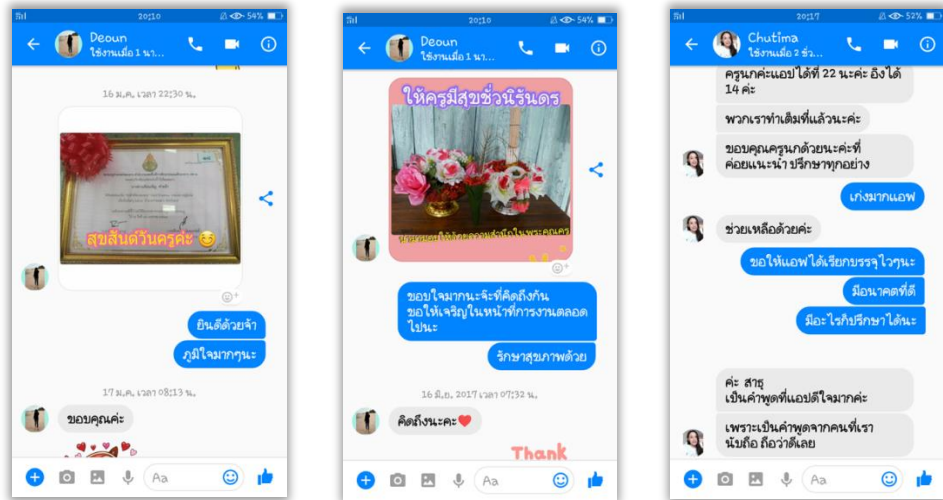 20:10
54%
Deoun
ใช้งานเมื่อ 1 นา...
16 ม.ค. เวลา 22:30 น.
สุขสันต์วันครูค่ะ
ยินดีด้วยจ้า
ภูมิใจมากๆนะ
17 ม.ค. เวลา 08:13 น.
ขอบคุณค่ะ
Aa
20:10
54%
Deoun
ใช้งานเมื่อ 1 นา...
ให้ครูมีสุขชั่วนิรันดร
ขอบใจมากนะจ๊ะที่คิดถึงกัน
ขอให้เจริญในหน้าที่การงานตลอด
ไปนะ
รักษาสุขภาพด้วย
16 มิ.ย. 2017 เวลา 07:32 น.
คิดถึงนะคะ
Thank
Aa
20:17
52%
Chutima
ใช้งานเมื่อ 2 ชั่ว...
ครูนกค่ะแอปได้ที่ 22 นะค่ะ อิงได้
14 ค่ะ
พวกเราทำเต็มที่แล้วนะค่ะ
ขอบคุณครูนกด้วยนะค่ะที่
ค่อยแนะนำ ปรึกษาทุกอย่าง
เก่งมากแอฟ
ช่วยเหลือด้วยค่ะ
ขอให้แอฟได้เรียกบรรจุไวๆนะ
มีอนาคตที่ดี
มีอะไรก็ปรึกษาได้นะ
ค่ะ สาธุ
เป็นคำพูดที่แอปดีใจมากค่ะ
เพราะเป็นคำพูดจากคนที่เรา
นับถือ ถือว่าดีเลย
Aa